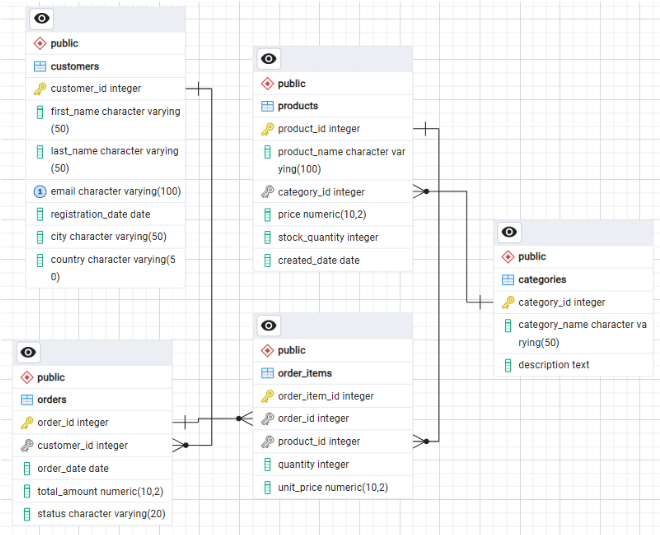 public
customers
customer_id integer
first_name character varying
(50)
last_name character varying
(50)
1 email character varying(100)
registration_date date
city character varying(50)
country character varying(5
0)
public
products
product_id integer
product_name character var
ying(100)
category_id integer
price numeric(10,2)
stock_quantity integer
created_date date
public
categories
category_id integer
category_name character va
rying(50)
description text
public
orders
order_id integer
customer_id integer
order_date date
total_amount numeric(10,2)
status character varying(20)
public
order_items
order_item_id integer
order_id integer
product_id integer
quantity integer
unit_price numeric(10,2)